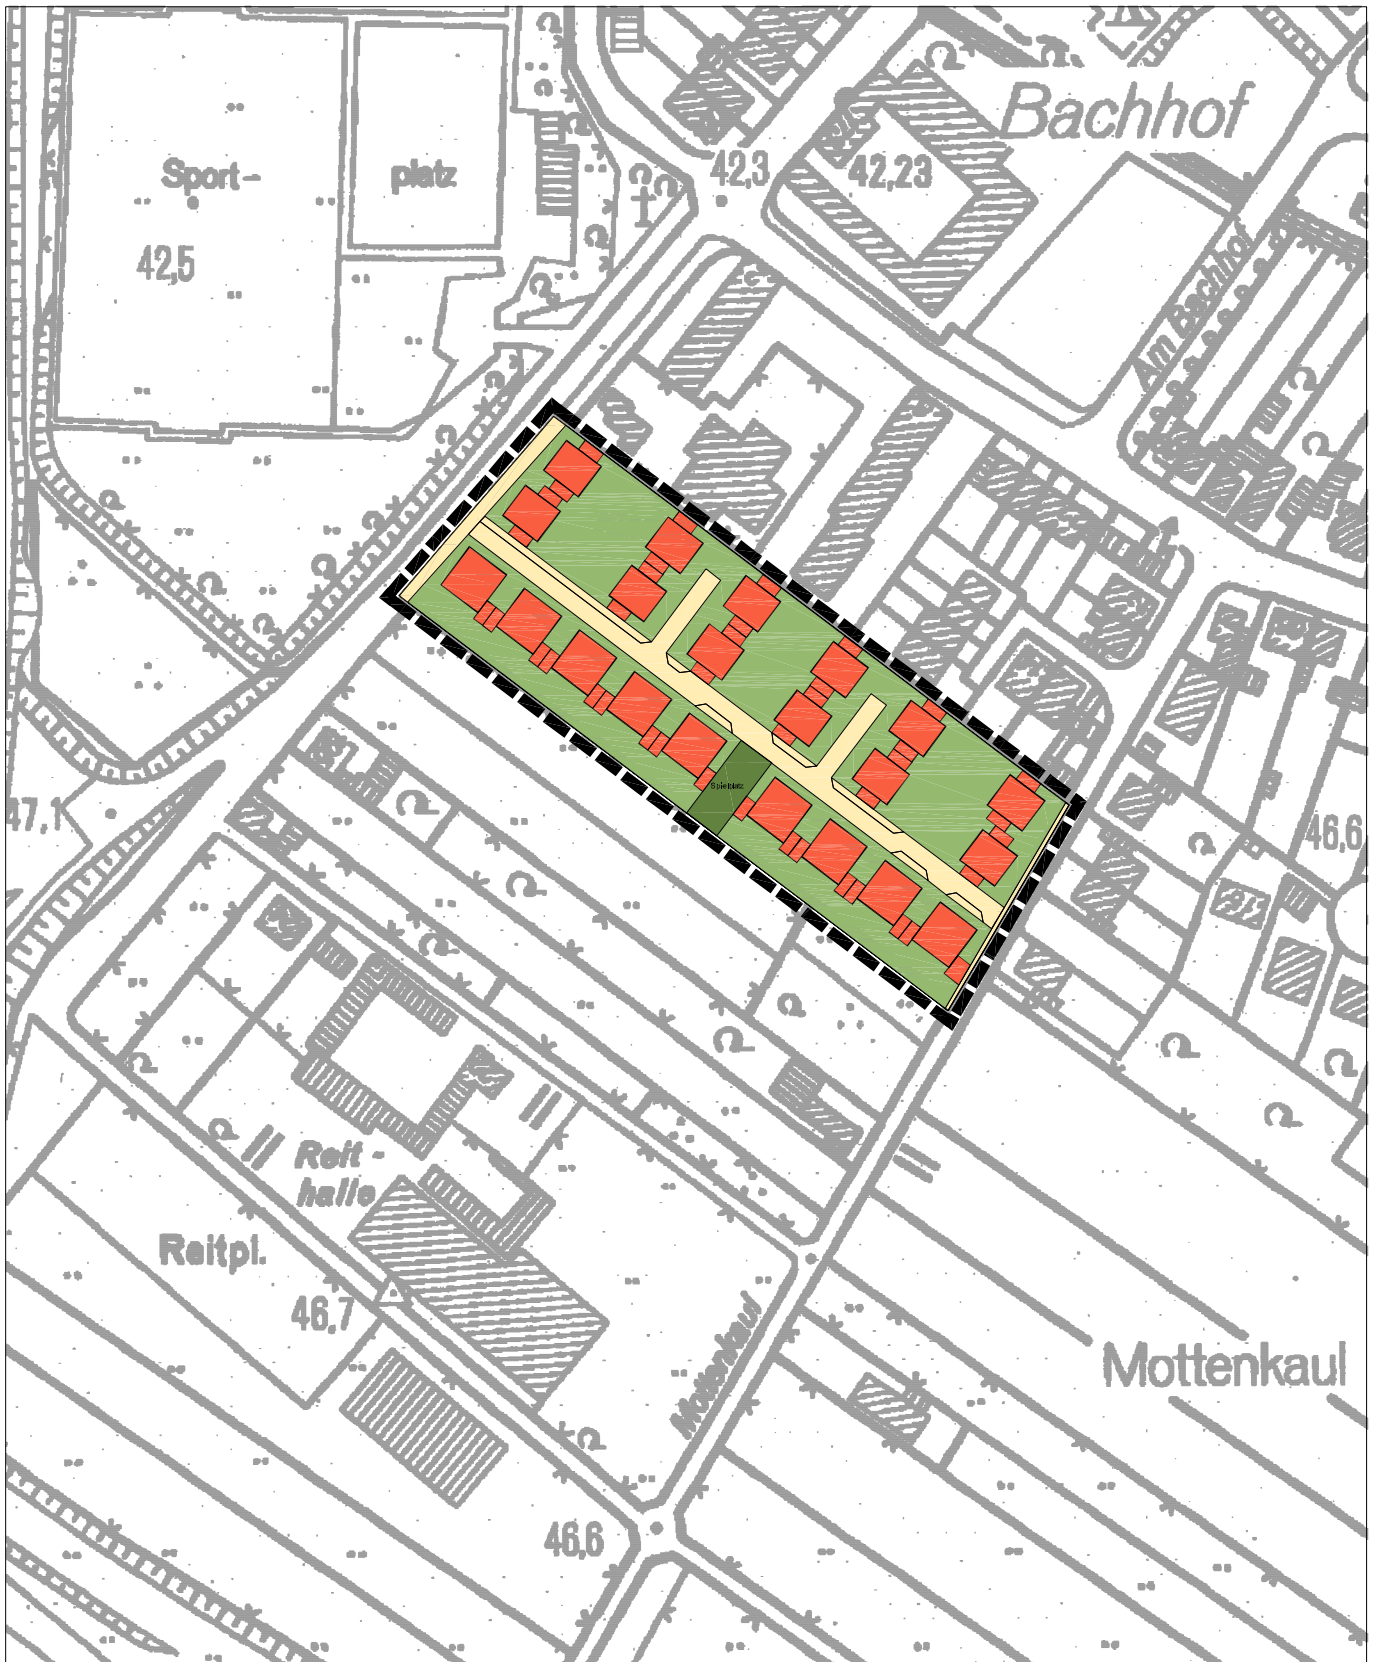 Bachhof
42,3
42,23
Sport-
platz
42,5
Am Bachhof
Spielplatz
47,1
46,6
Reit-
halle
Reitpl.
46,7
Mottenkaul
Mottenkaul
46,6